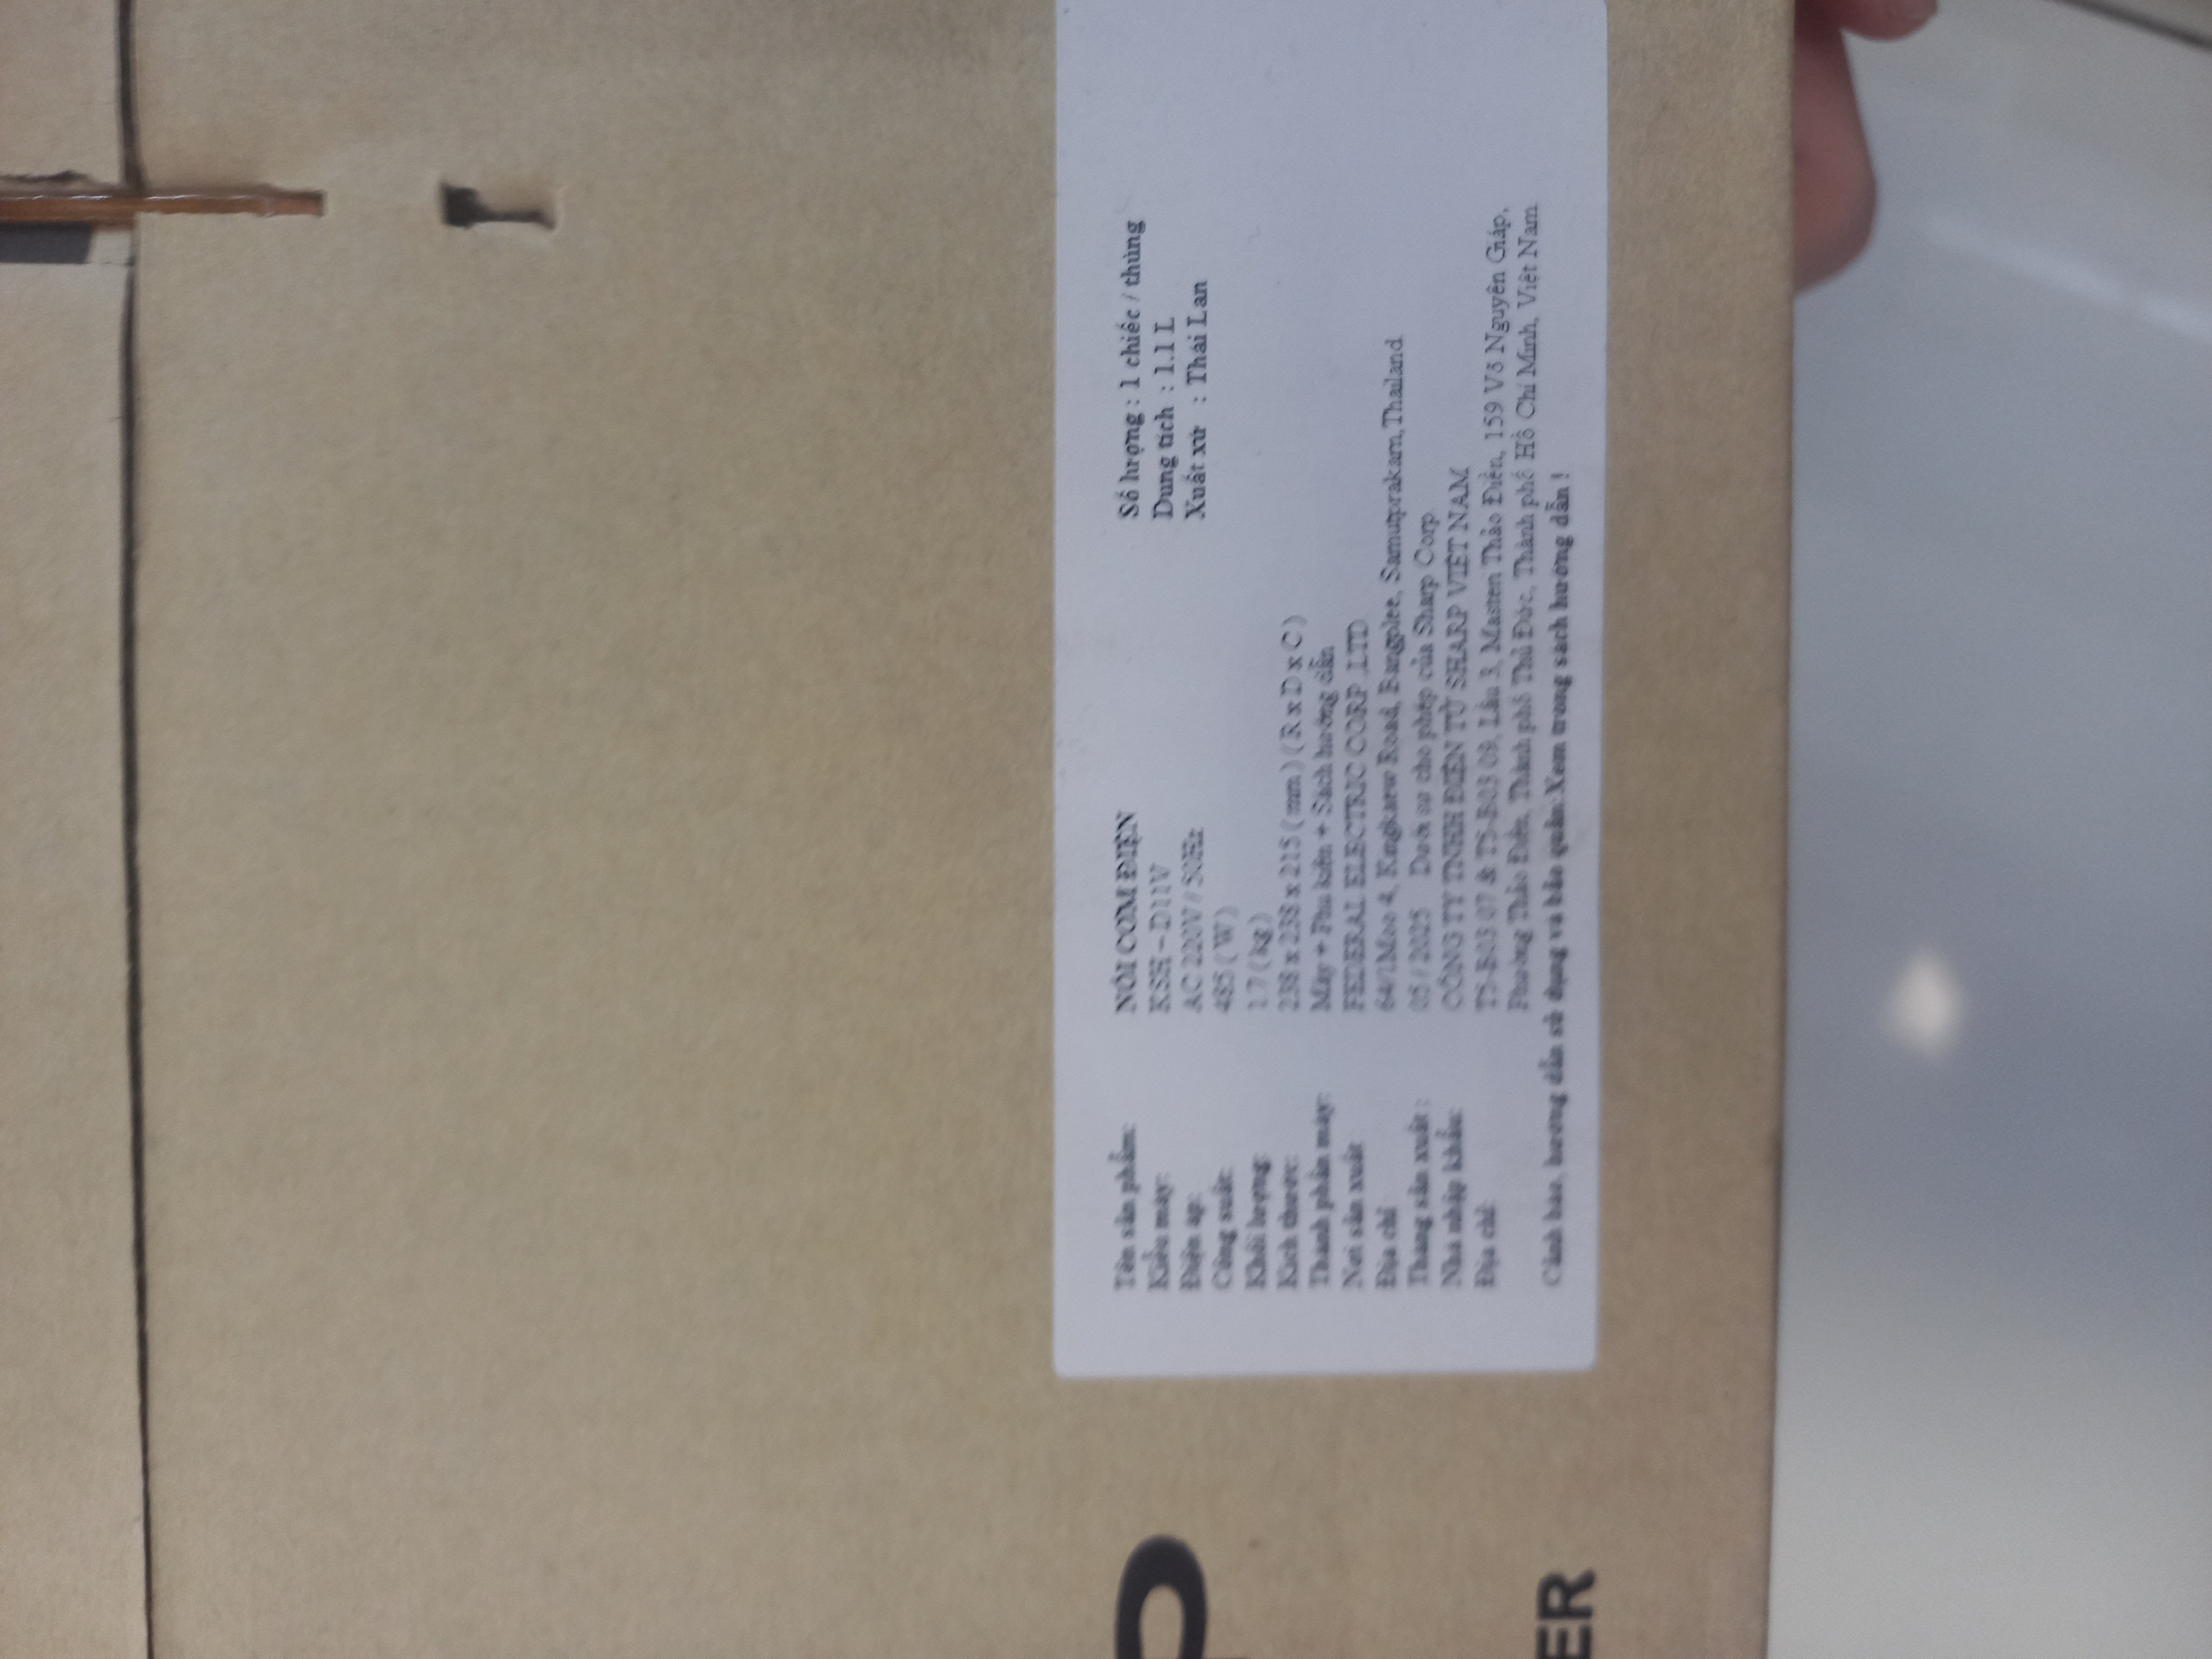 Tên sản phẩm: NỒI CƠM ĐIỆN Số lượng : 1 chiếc / thùng
Kiểu máy: KSH – D11V Dung tích : 1.1 L
Điện áp: AC 220V / 50Hz Xuất xứ : Thái Lan
Công suất: 485 ( W )
Khối lượng: 1.7 ( kg )
Kích thước: 238 x 238 x 215 ( mm ) ( R x D x C )
Thành phần máy: Máy + Phụ kiện + Sách hướng dẫn
Nơi sản xuất FEDERAL ELECTRIC CORP.,LTD
Địa chỉ 64/1Moo 4, Kingkaew Road, Bangplee, Samutprakarn,Thailand.
Tháng sản xuất : 05 / 2025 Dưới sự cho phép của Sharp Corp.
Nhà nhập khẩu: CÔNG TY TNHH ĐIỆN TỬ SHARP VIỆT NAM
Địa chỉ: T5-B03.07 & T5-B03.09, Lầu 3, Masteri Thảo Điền, 159 Võ Nguyên Giáp,
Phường Thảo Điền, Thành phố Thủ Đức, Thành phố Hồ Chí Minh, Việt Nam.
Cảnh báo, hướng dẫn sử dụng và bảo quản:Xem trong sách hướng dẫn !
P
ER